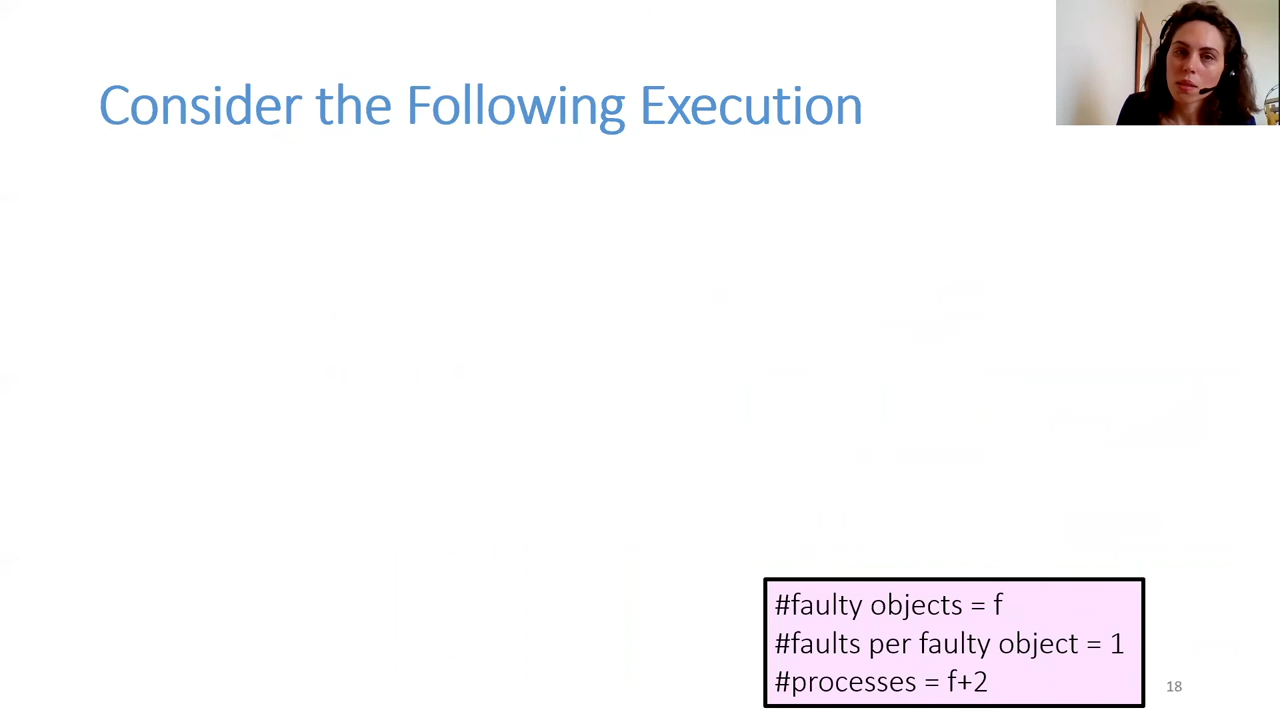 Consider the Following Execution
#faulty objects = f
#faults per faulty object = 1
#processes = f+2
18